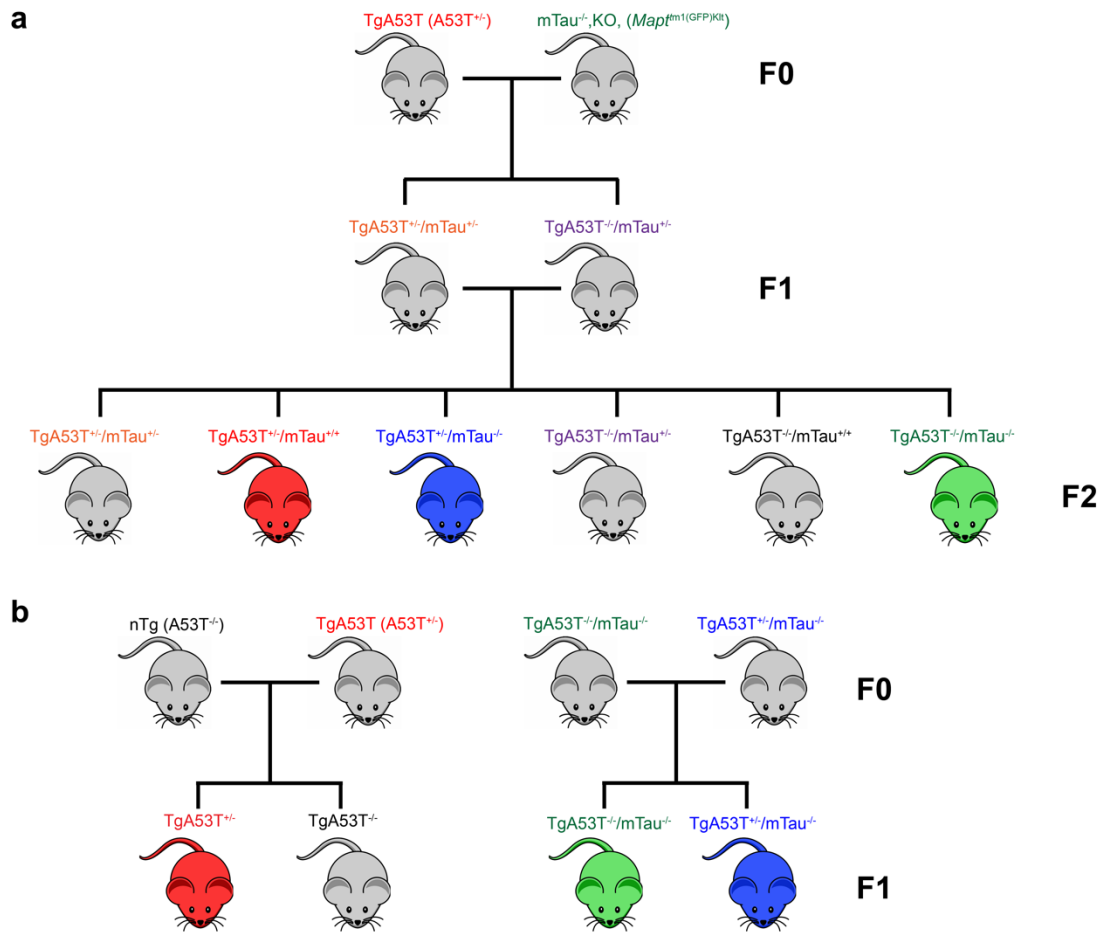 a
TgA53T (A53T⁺/⁻) mTau⁻/⁻,KO, (Maptᵗᵐ¹⁽ᴳᶠᴾ⁾ᴷˡᵗ)
F0
TgA53T⁺/⁻/mTau⁺/⁻ TgA53T⁻/⁻/mTau⁺/⁻
F1
TgA53T⁺/⁻/mTau⁺/⁻ TgA53T⁺/⁻/mTau⁺/⁺ TgA53T⁺/⁻/mTau⁻/⁻ TgA53T⁻/⁻/mTau⁺/⁻ TgA53T⁻/⁻/mTau⁺/⁺ TgA53T⁻/⁻/mTau⁻/⁻
F2
b
nTg (A53T⁻/⁻) TgA53T (A53T⁺/⁻) TgA53T⁻/⁻/mTau⁻/⁻ TgA53T⁺/⁻/mTau⁻/⁻
F0
TgA53T⁺/⁻ TgA53T⁻/⁻ TgA53T⁻/⁻/mTau⁻/⁻ TgA53T⁺/⁻/mTau⁻/⁻
F1